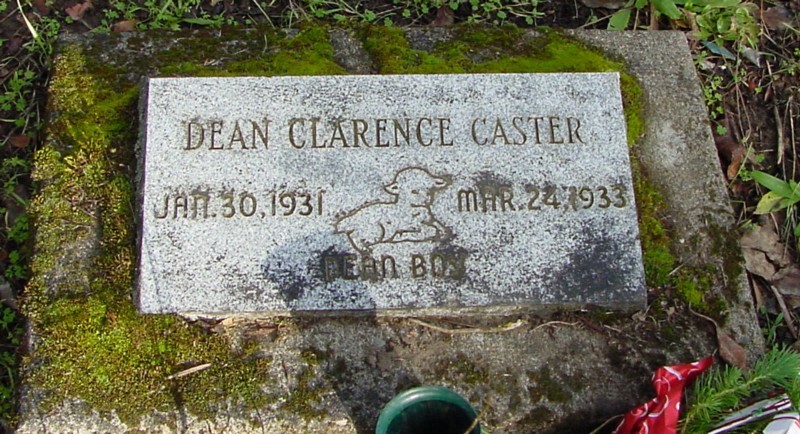 DEAN CLARENCE CASTER
JAN. 30, 1931 MAR. 24, 1933
DEAN BOY